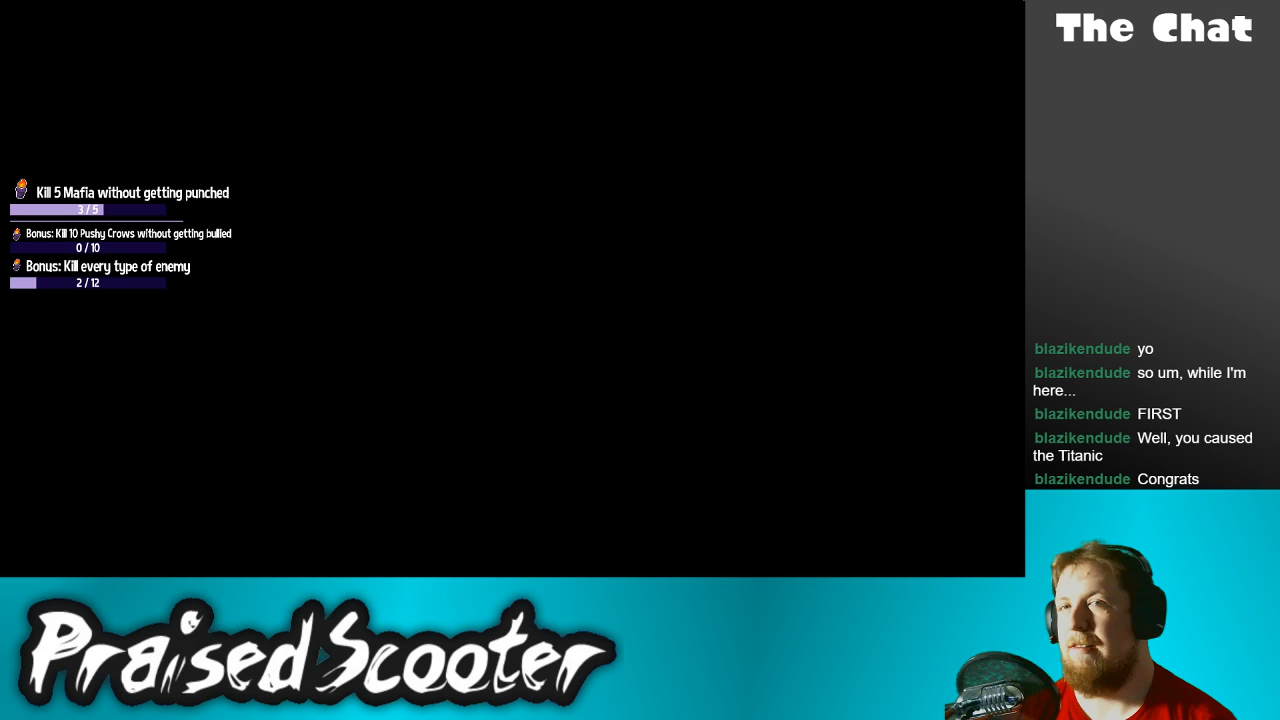 The Chat
Kill 5 Mafia without getting punched
3 / 5
Bonus: Kill 10 Pushy Crows without getting bullied
0 / 10
Bonus: Kill every type of enemy
2 / 12
blazikendude yo
blazikendude so um, while I'm
here...
blazikendude FIRST
blazikendude Well, you caused
the Titanic
blazikendude Congrats
PraisedScooter